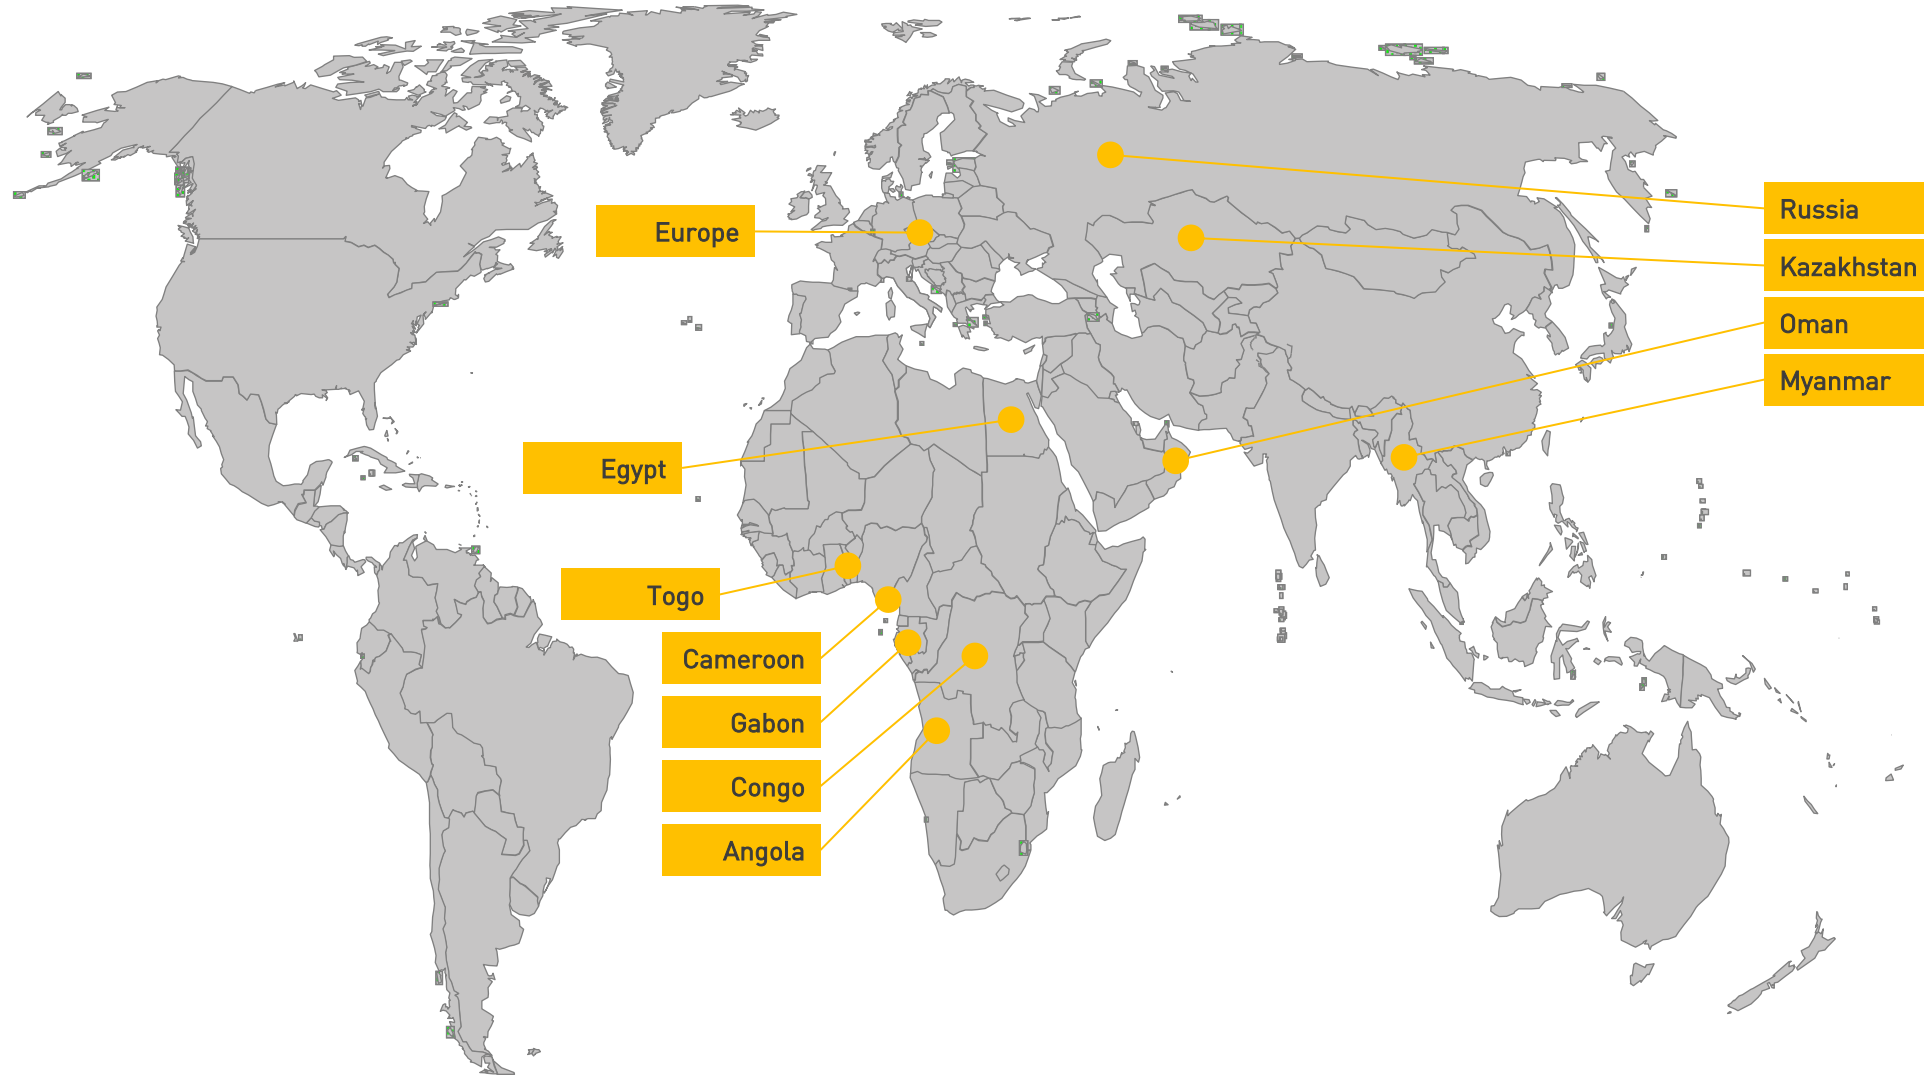 Russia
Europe
Kazakhstan
Oman
Myanmar
Egypt
Togo
Cameroon
Gabon
Congo
Angola